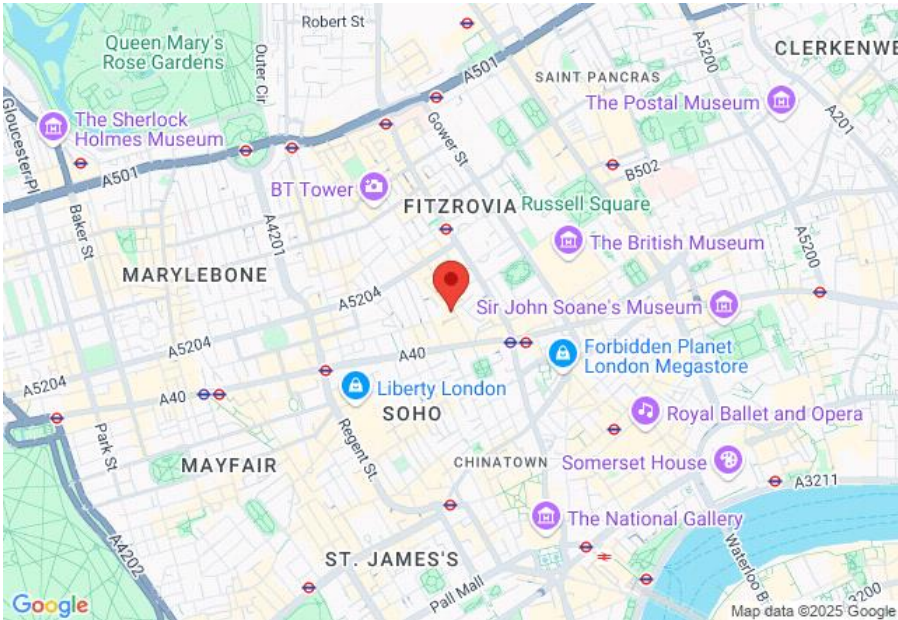 Robert St
Queen Mary's
Rose Gardens
Outer Cir
A501
A5200
CLERKENWE
SAINT PANCRAS
The Postal Museum
A201
Gloucester Pl
The Sherlock
Holmes Museum
Gower St
B502
A501
BT Tower
FITZROVIA
Russell Square
Baker St
A4201
The British Museum
A5200
MARYLEBONE
A5204
Sir John Soane's Museum
A5204
A40
Forbidden Planet
London Megastore
A5204
A40
Liberty London
SOHO
Royal Ballet and Opera
Park St
Regent St.
MAYFAIR
CHINATOWN
Somerset House
A3211
A4202
The National Gallery
ST. JAMES'S
Waterloo B
Pall Mall
3200
Google
Map data ©2025 Google